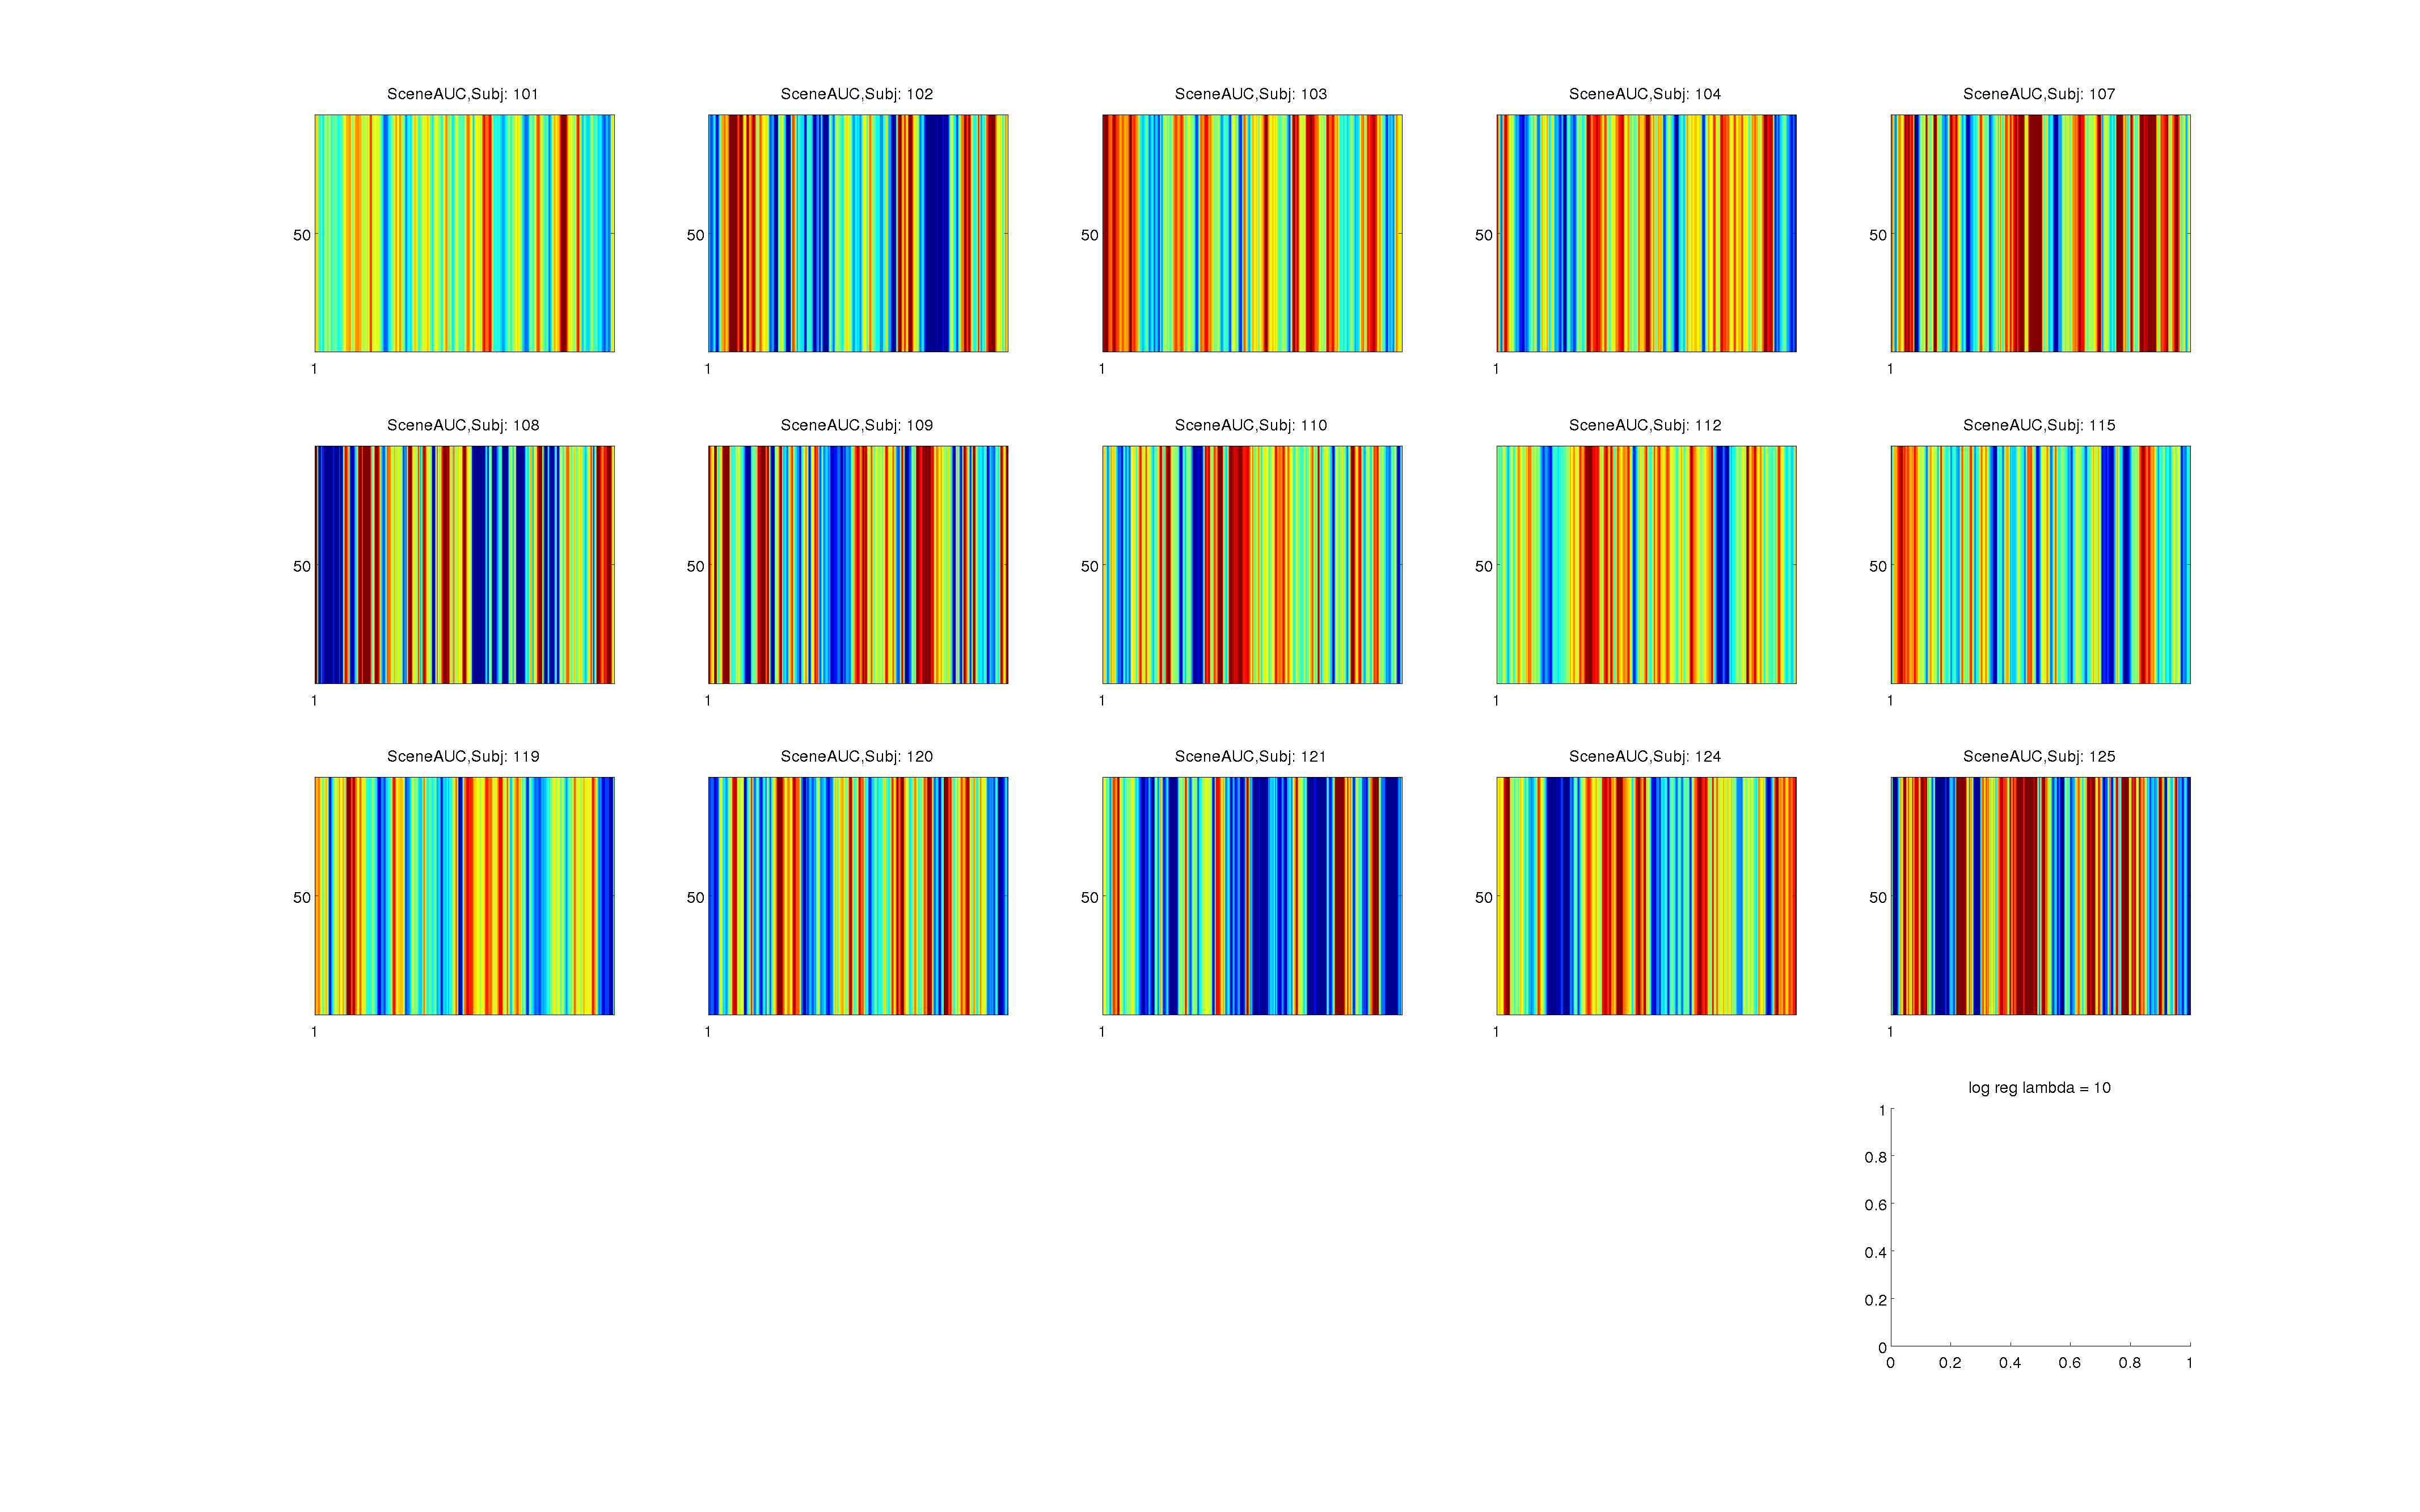 SceneAUC,Subj: 101
50
1
SceneAUC,Subj: 102
50
1
SceneAUC,Subj: 103
50
1
SceneAUC,Subj: 104
50
1
SceneAUC,Subj: 107
50
1
SceneAUC,Subj: 108
50
1
SceneAUC,Subj: 109
50
1
SceneAUC,Subj: 110
50
1
SceneAUC,Subj: 112
50
1
SceneAUC,Subj: 115
50
1
SceneAUC,Subj: 119
50
1
SceneAUC,Subj: 120
50
1
SceneAUC,Subj: 121
50
1
SceneAUC,Subj: 124
50
1
SceneAUC,Subj: 125
50
1
log reg lambda = 10
1
0.8
0.6
0.4
0.2
0
0 0.2 0.4 0.6 0.8 1